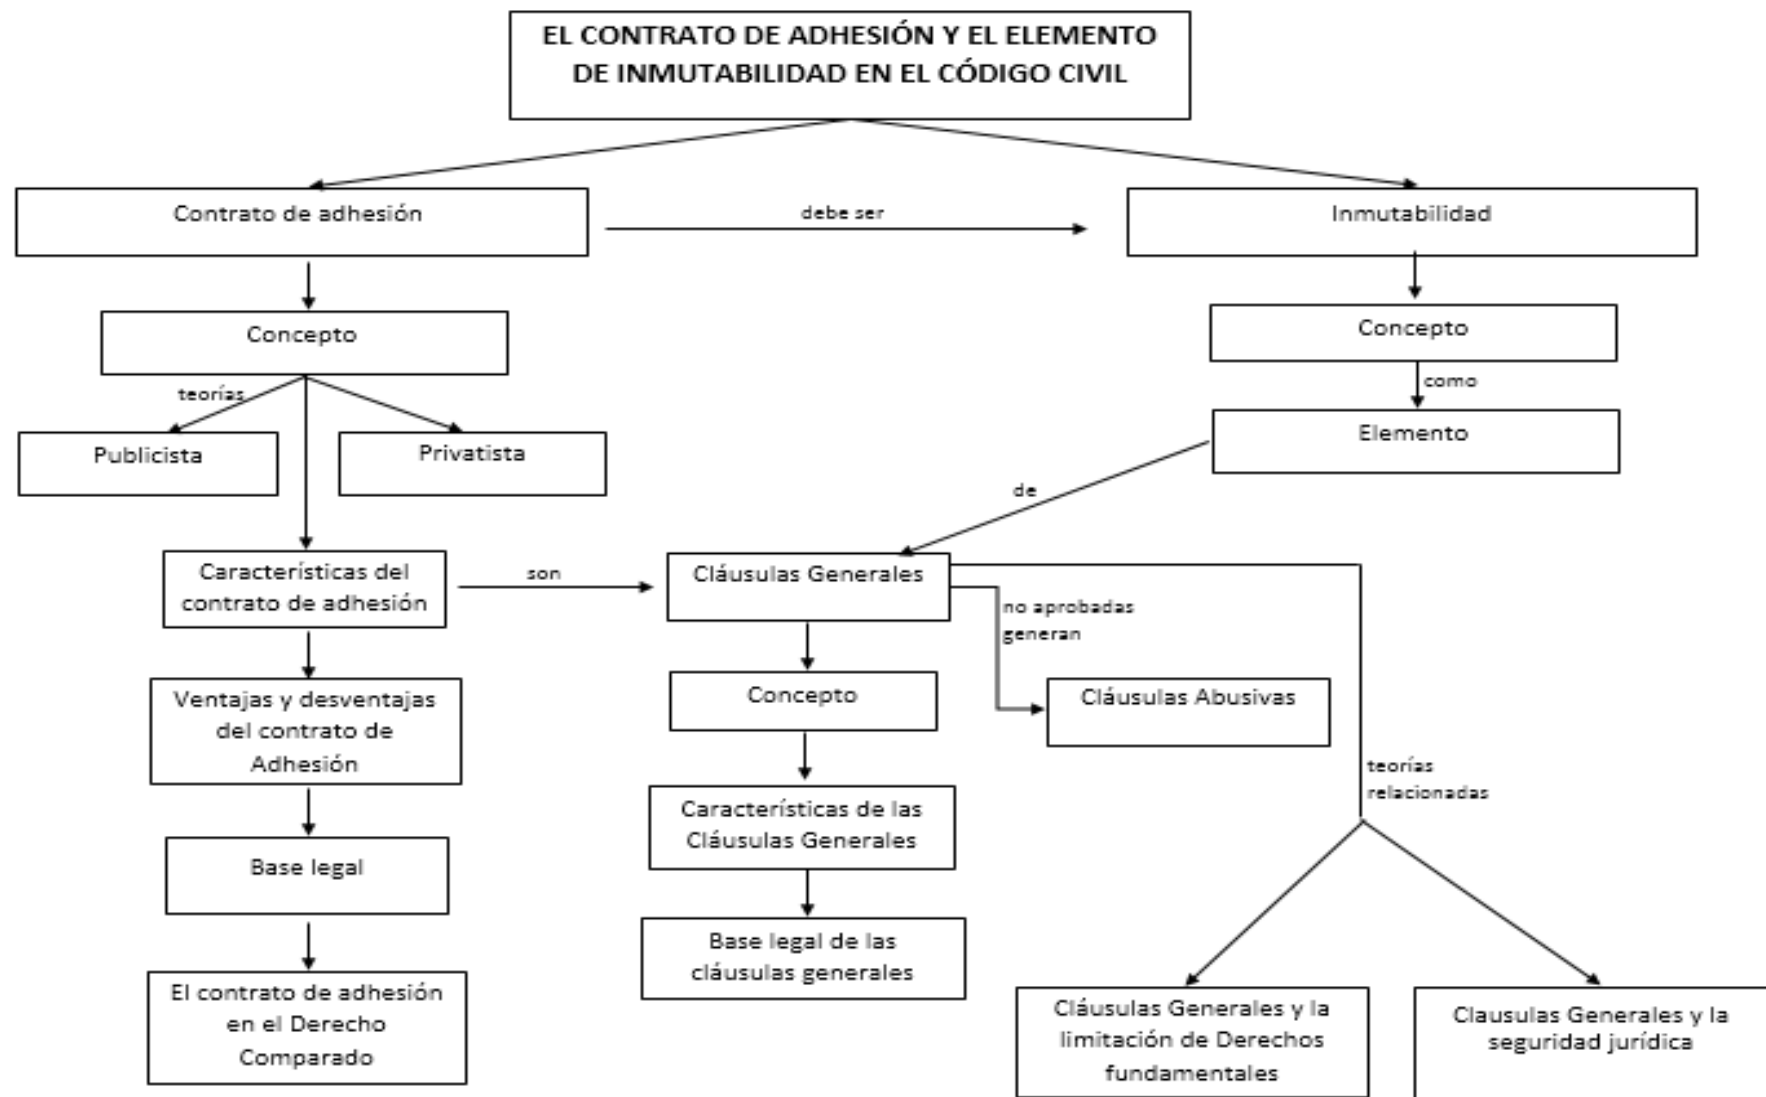 EL CONTRATO DE ADHESIÓN Y EL ELEMENTO
DE INMUTABILIDAD EN EL CÓDIGO CIVIL
Contrato de adhesión
debe ser
Inmutabilidad
Concepto
Concepto
teorías
como
Publicista
Privatista
Elemento
de
Características del
contrato de adhesión
son
Cláusulas Generales
no aprobadas
generan
Ventajas y desventajas
del contrato de
Adhesión
Concepto
Cláusulas Abusivas
teorías
relacionadas
Características de las
Cláusulas Generales
Base legal
Base legal de las
cláusulas generales
El contrato de adhesión
en el Derecho
Comparado
Cláusulas Generales y la
limitación de Derechos
fundamentales
Clausulas Generales y la
seguridad jurídica